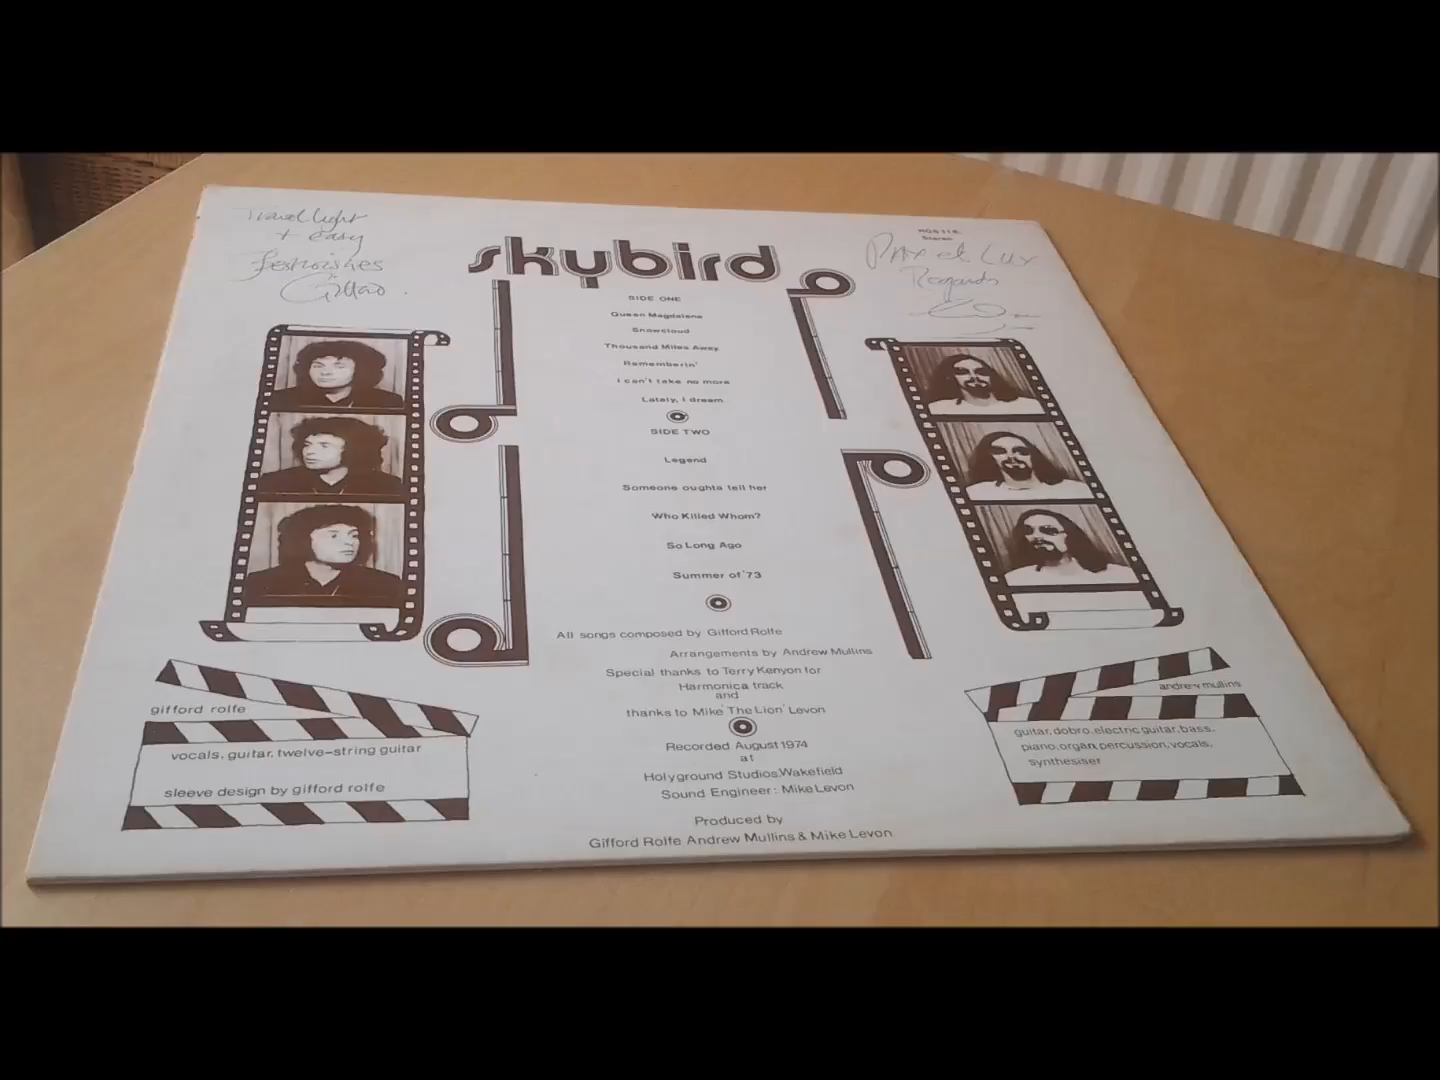 Travel light
+ easy
Best wishes
HGS 118
Stereo
Pax et Lux
Regards
skybird
SIDE ONE
Queen Magdalena
Snowcloud
Thousand Miles Away
Rememberin'
I can't take no more
Lately, I dream
SIDE TWO
Legend
Someone oughta tell her
Who Killed Whom?
So Long Ago
Summer of '73
All songs composed by Gifford Rolfe
Arrangements by Andrew Mullins
Special thanks to Terry Kenyon for
Harmonica track
and
thanks to Mike 'The Lion' Levon
Recorded August 1974
at
Holyground Studios, Wakefield
Sound Engineer: Mike Levon
Produced by
Gifford Rolfe Andrew Mullins & Mike Levon
gifford rolfe
vocals, guitar, twelve-string guitar
sleeve design by gifford rolfe
andrew mullins
guitar, dobro, electric guitar, bass,
piano, organ, percussion, vocals,
synthesiser